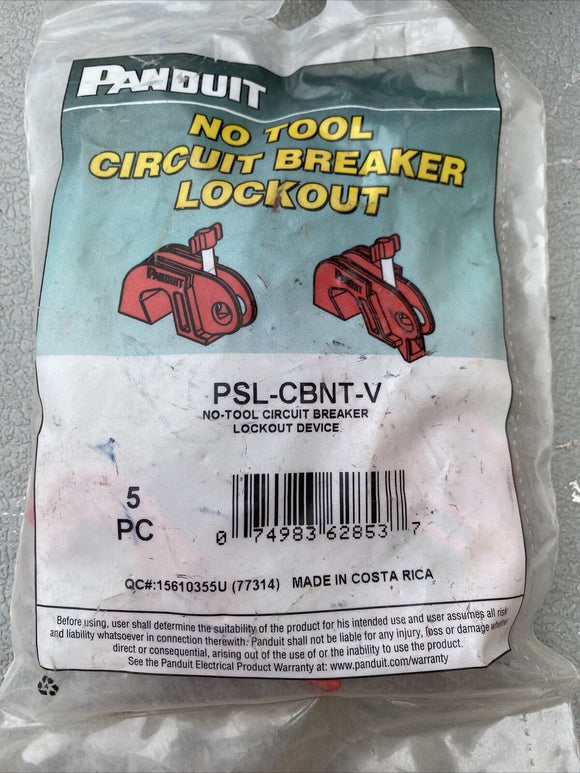 PANDUIT
NO TOOL
CIRCUIT BREAKER
LOCKOUT
PANDUIT
PANDUIT
PSL-CBNT-V
NO-TOOL CIRCUIT BREAKER
LOCKOUT DEVICE
5
PC
0 74983 62853 7
QC#:15610355U (77314) MADE IN COSTA RICA
Before using, user shall determine the suitability of the product for his intended use and user assumes all risk
and liability whatsoever in connection therewith. Panduit shall not be liable for any injury, loss or damage whether
direct or consequential, arising out of the use of or the inability to use the product.
See the Panduit Electrical Product Warranty at: www.panduit.com/warranty